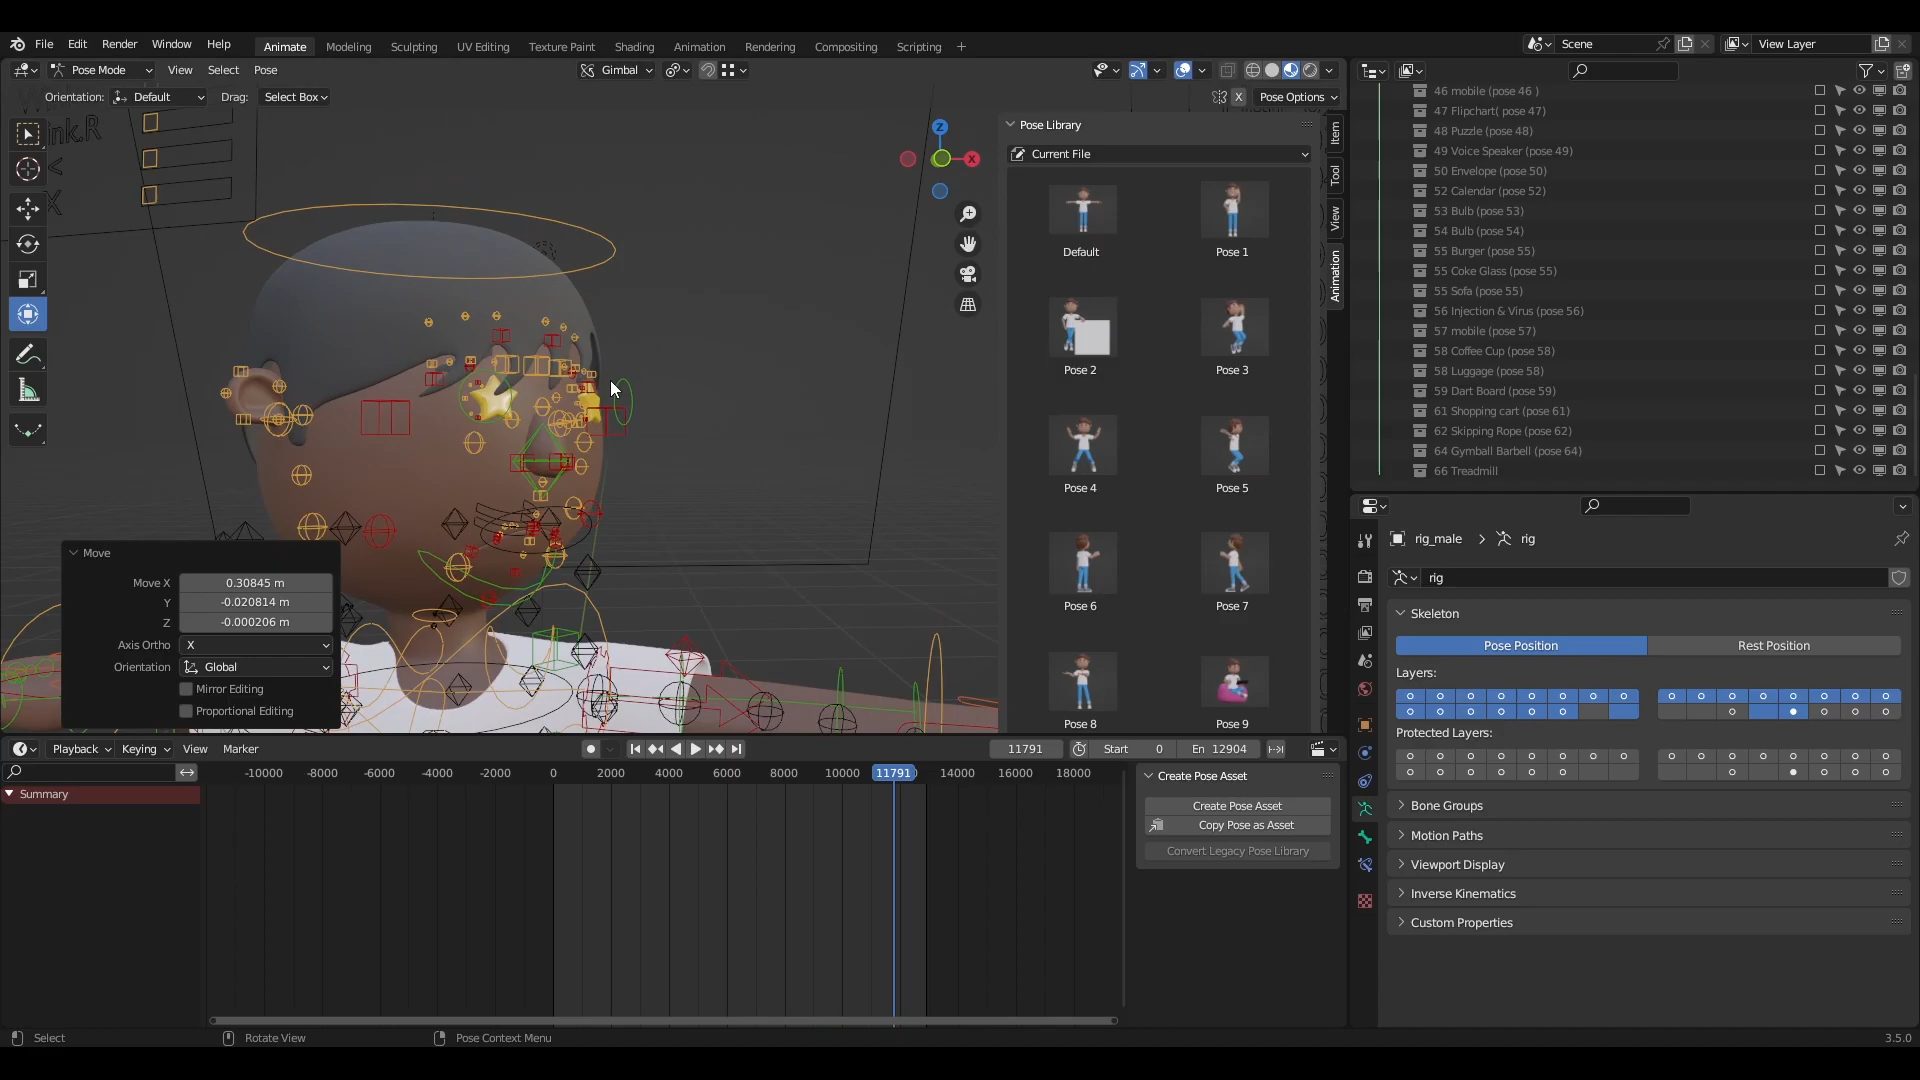 File Edit Render Window Help Animate Modeling Sculpting UV Editing Texture Paint Shading Animation Rendering Compositing Scripting + Scene View Layer
Pose Mode View Select Pose Gimbal
Orientation: Default Drag: Select Box X Pose Options
ink.R
<
X
Z
X
Pose Library
Current File
Default Pose 1
Pose 2 Pose 3
Pose 4 Pose 5
Pose 6 Pose 7
Pose 8 Pose 9
Item
Tool
View
Animation
Move
Move X 0.30845 m
Y -0.020814 m
Z -0.000206 m
Axis Ortho X
Orientation Global
Mirror Editing
Proportional Editing
46 mobile (pose 46 )
47 Flipchart( pose 47)
48 Puzzle (pose 48)
49 Voice Speaker (pose 49)
50 Envelope (pose 50)
52 Calendar (pose 52)
53 Bulb (pose 53)
54 Bulb (pose 54)
55 Burger (pose 55)
55 Coke Glass (pose 55)
55 Sofa (pose 55)
56 Injection & Virus (pose 56)
57 mobile (pose 57)
58 Coffee Cup (pose 58)
58 Luggage (pose 58)
59 Dart Board (pose 59)
61 Shopping cart (pose 61)
62 Skipping Rope (pose 62)
64 Gymball Barbell (pose 64)
66 Treadmill
rig_male > rig
rig
Skeleton
Pose Position Rest Position
Layers:
Protected Layers:
Bone Groups
Motion Paths
Viewport Display
Inverse Kinematics
Custom Properties
Playback Keying View Marker 11791 Start 0 En 12904
-10000 -8000 -6000 -4000 -2000 0 2000 4000 6000 8000 10000 11791 14000 16000 18000
Summary
Create Pose Asset
Create Pose Asset
Copy Pose as Asset
Convert Legacy Pose Library
Select Rotate View Pose Context Menu 3.5.0